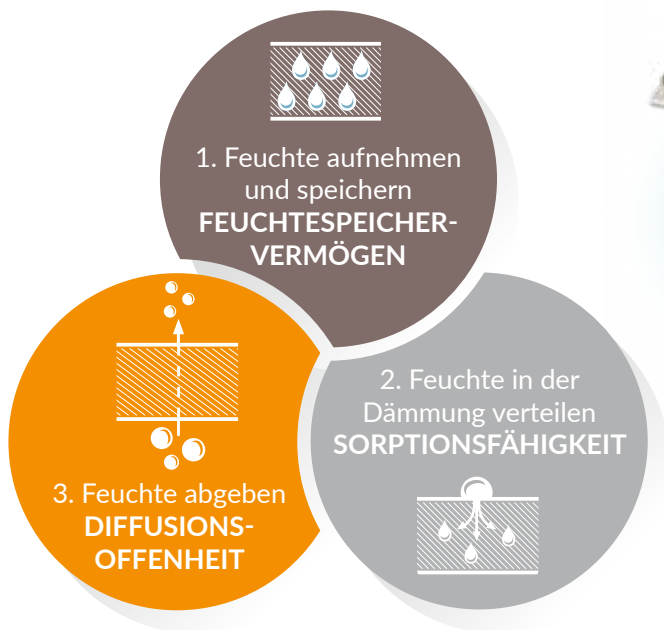 1. Feuchte aufnehmen
und speichern
FEUCHTESPEICHER-
VERMÖGEN
2. Feuchte in der
Dämmung verteilen
SORPTIONSFÄHIGKEIT
3. Feuchte abgeben
DIFFUSIONS-
OFFENHEIT